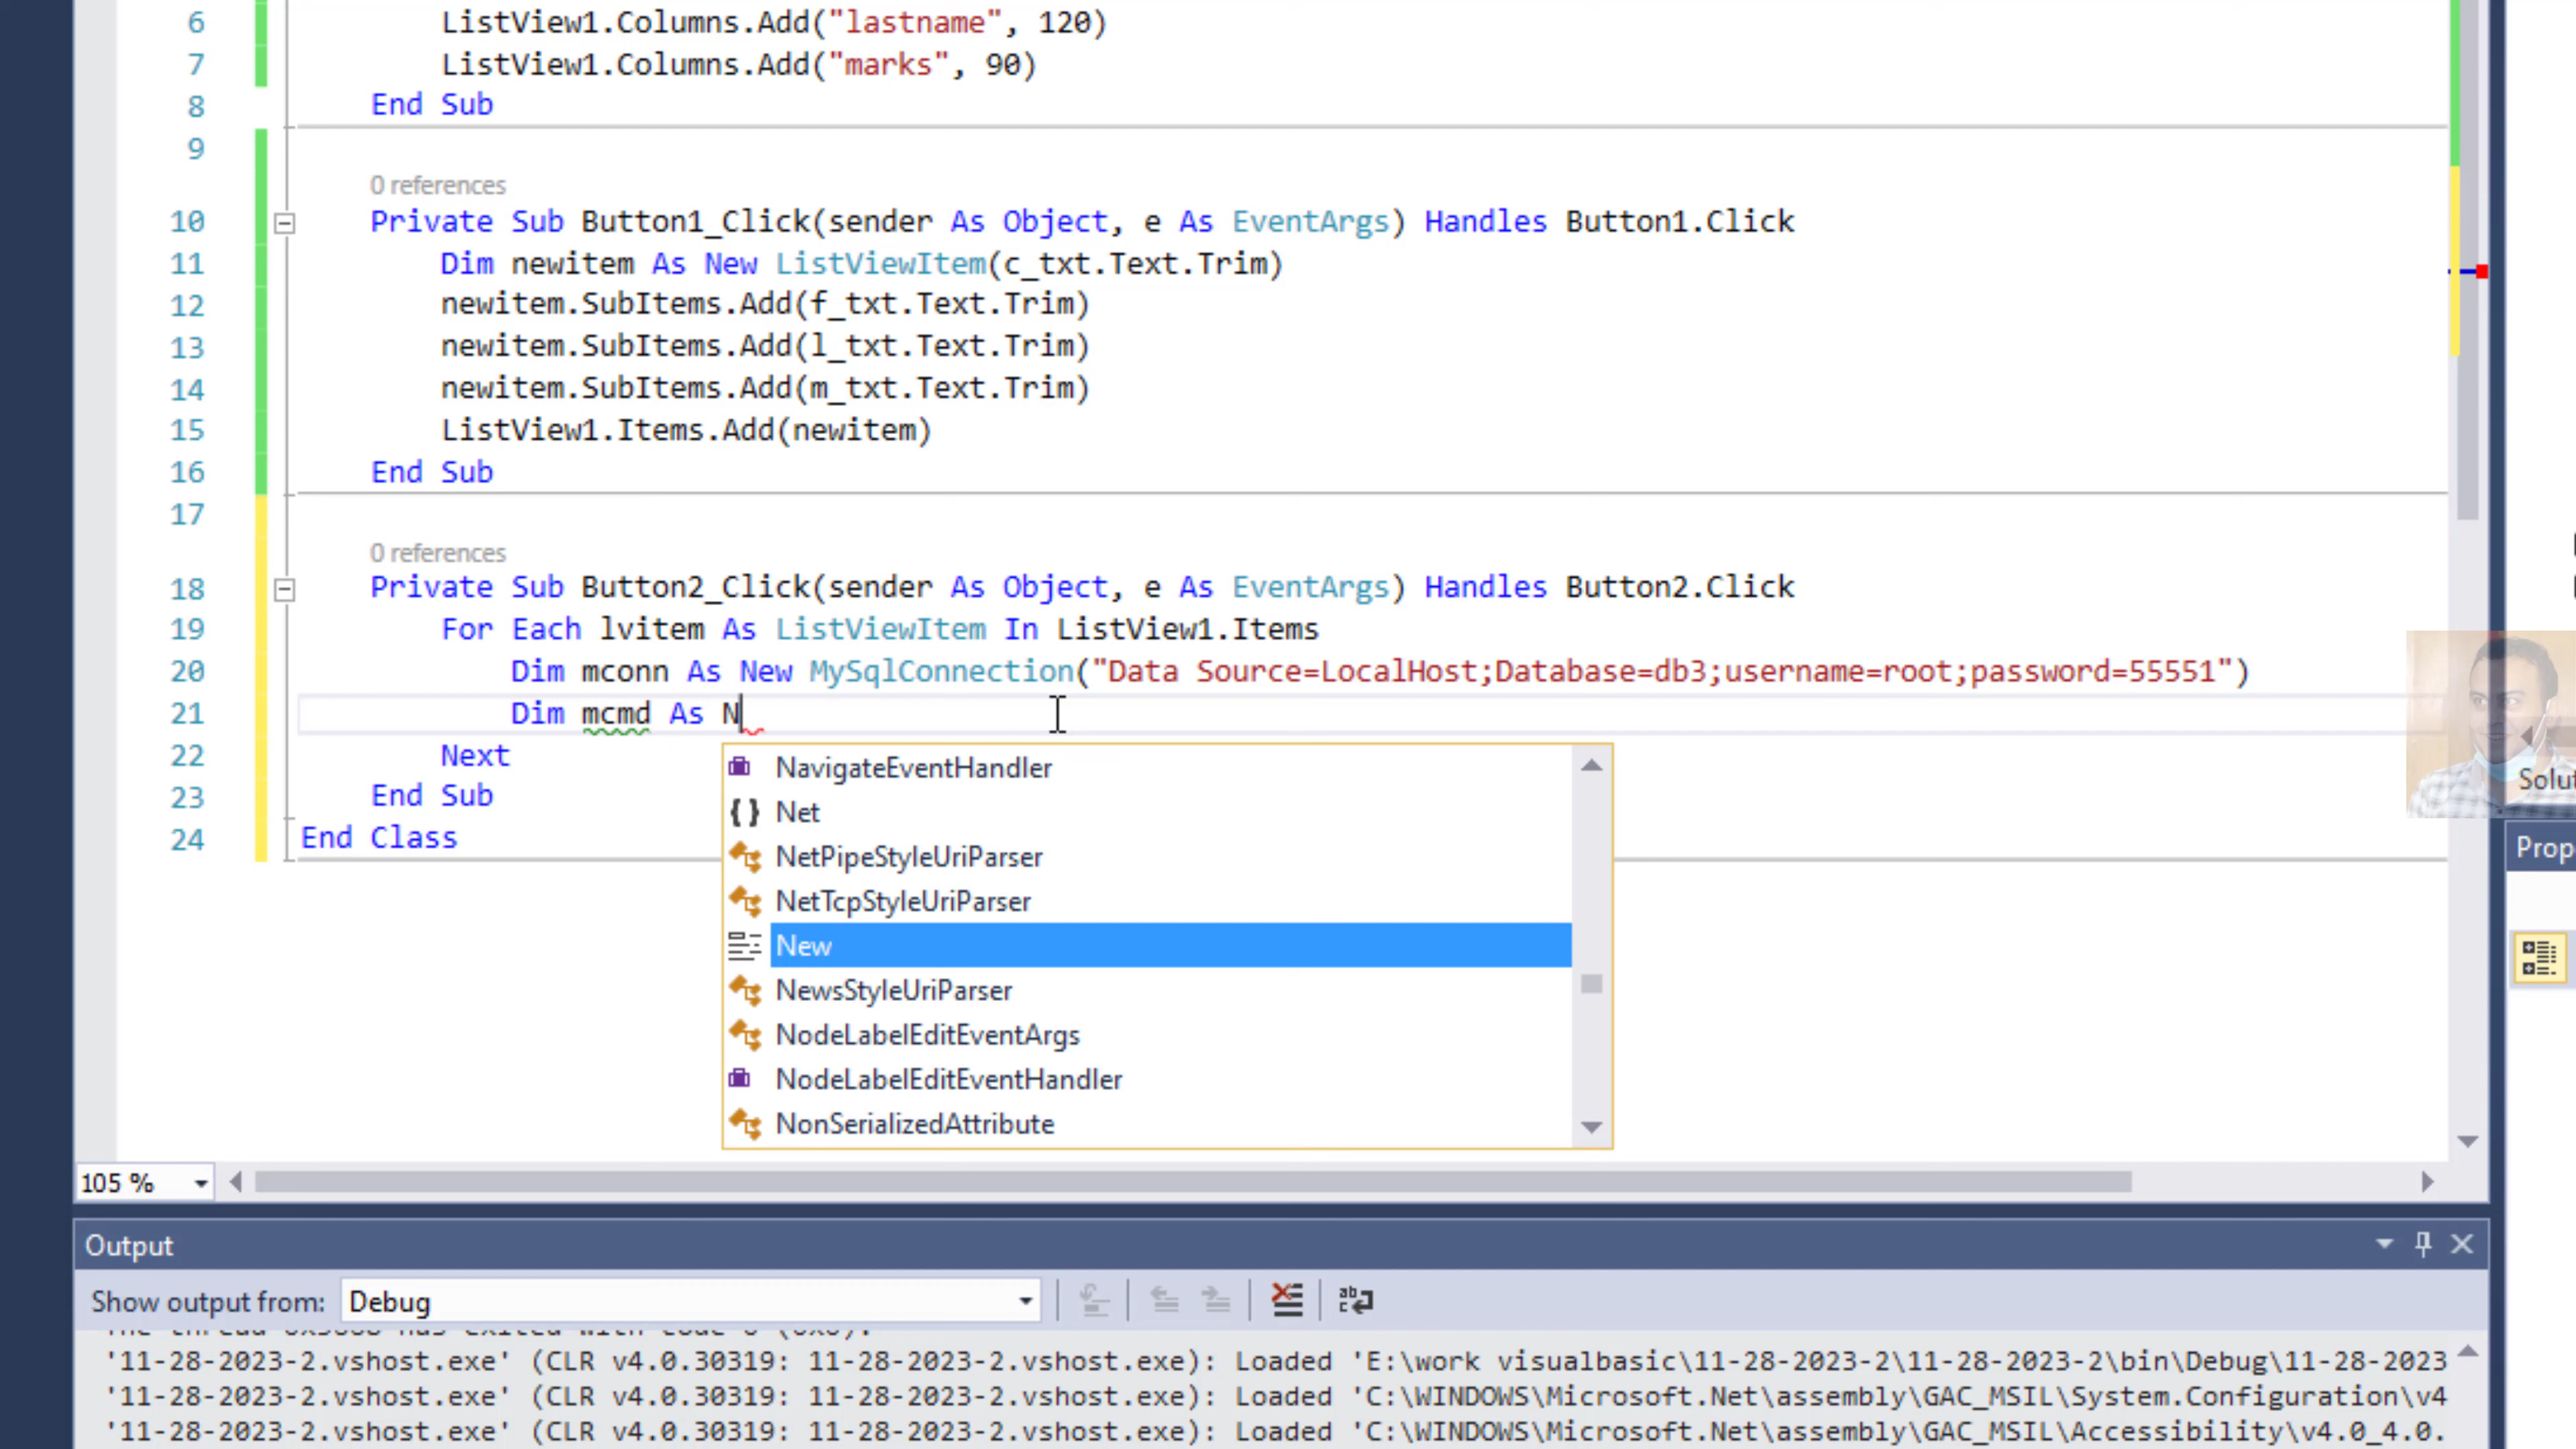 6 ListView1.Columns.Add("lastname", 120)
7 ListView1.Columns.Add("marks", 90)
8 End Sub
9
0 references
10 Private Sub Button1_Click(sender As Object, e As EventArgs) Handles Button1.Click
11 Dim newitem As New ListViewItem(c_txt.Text.Trim)
12 newitem.SubItems.Add(f_txt.Text.Trim)
13 newitem.SubItems.Add(l_txt.Text.Trim)
14 newitem.SubItems.Add(m_txt.Text.Trim)
15 ListView1.Items.Add(newitem)
16 End Sub
17
0 references
18 Private Sub Button2_Click(sender As Object, e As EventArgs) Handles Button2.Click
19 For Each lvitem As ListViewItem In ListView1.Items
20 Dim mconn As New MySqlConnection("Data Source=LocalHost;Database=db3;username=root;password=55551")
21 Dim mcmd As N
22 Next
23 End Sub
24 End Class
NavigateEventHandler
Net
NetPipeStyleUriParser
NetTcpStyleUriParser
New
NewsStyleUriParser
NodeLabelEditEventArgs
NodeLabelEditEventHandler
NonSerializedAttribute
Solut
Prop
105 %
Output
Show output from: Debug
'11-28-2023-2.vshost.exe' (CLR v4.0.30319: 11-28-2023-2.vshost.exe): Loaded 'E:\work visualbasic\11-28-2023-2\11-28-2023-2\bin\Debug\11-28-2023
'11-28-2023-2.vshost.exe' (CLR v4.0.30319: 11-28-2023-2.vshost.exe): Loaded 'C:\WINDOWS\Microsoft.Net\assembly\GAC_MSIL\System.Configuration\v4
'11-28-2023-2.vshost.exe' (CLR v4.0.30319: 11-28-2023-2.vshost.exe): Loaded 'C:\WINDOWS\Microsoft.Net\assembly\GAC_MSIL\Accessibility\v4.0_4.0.